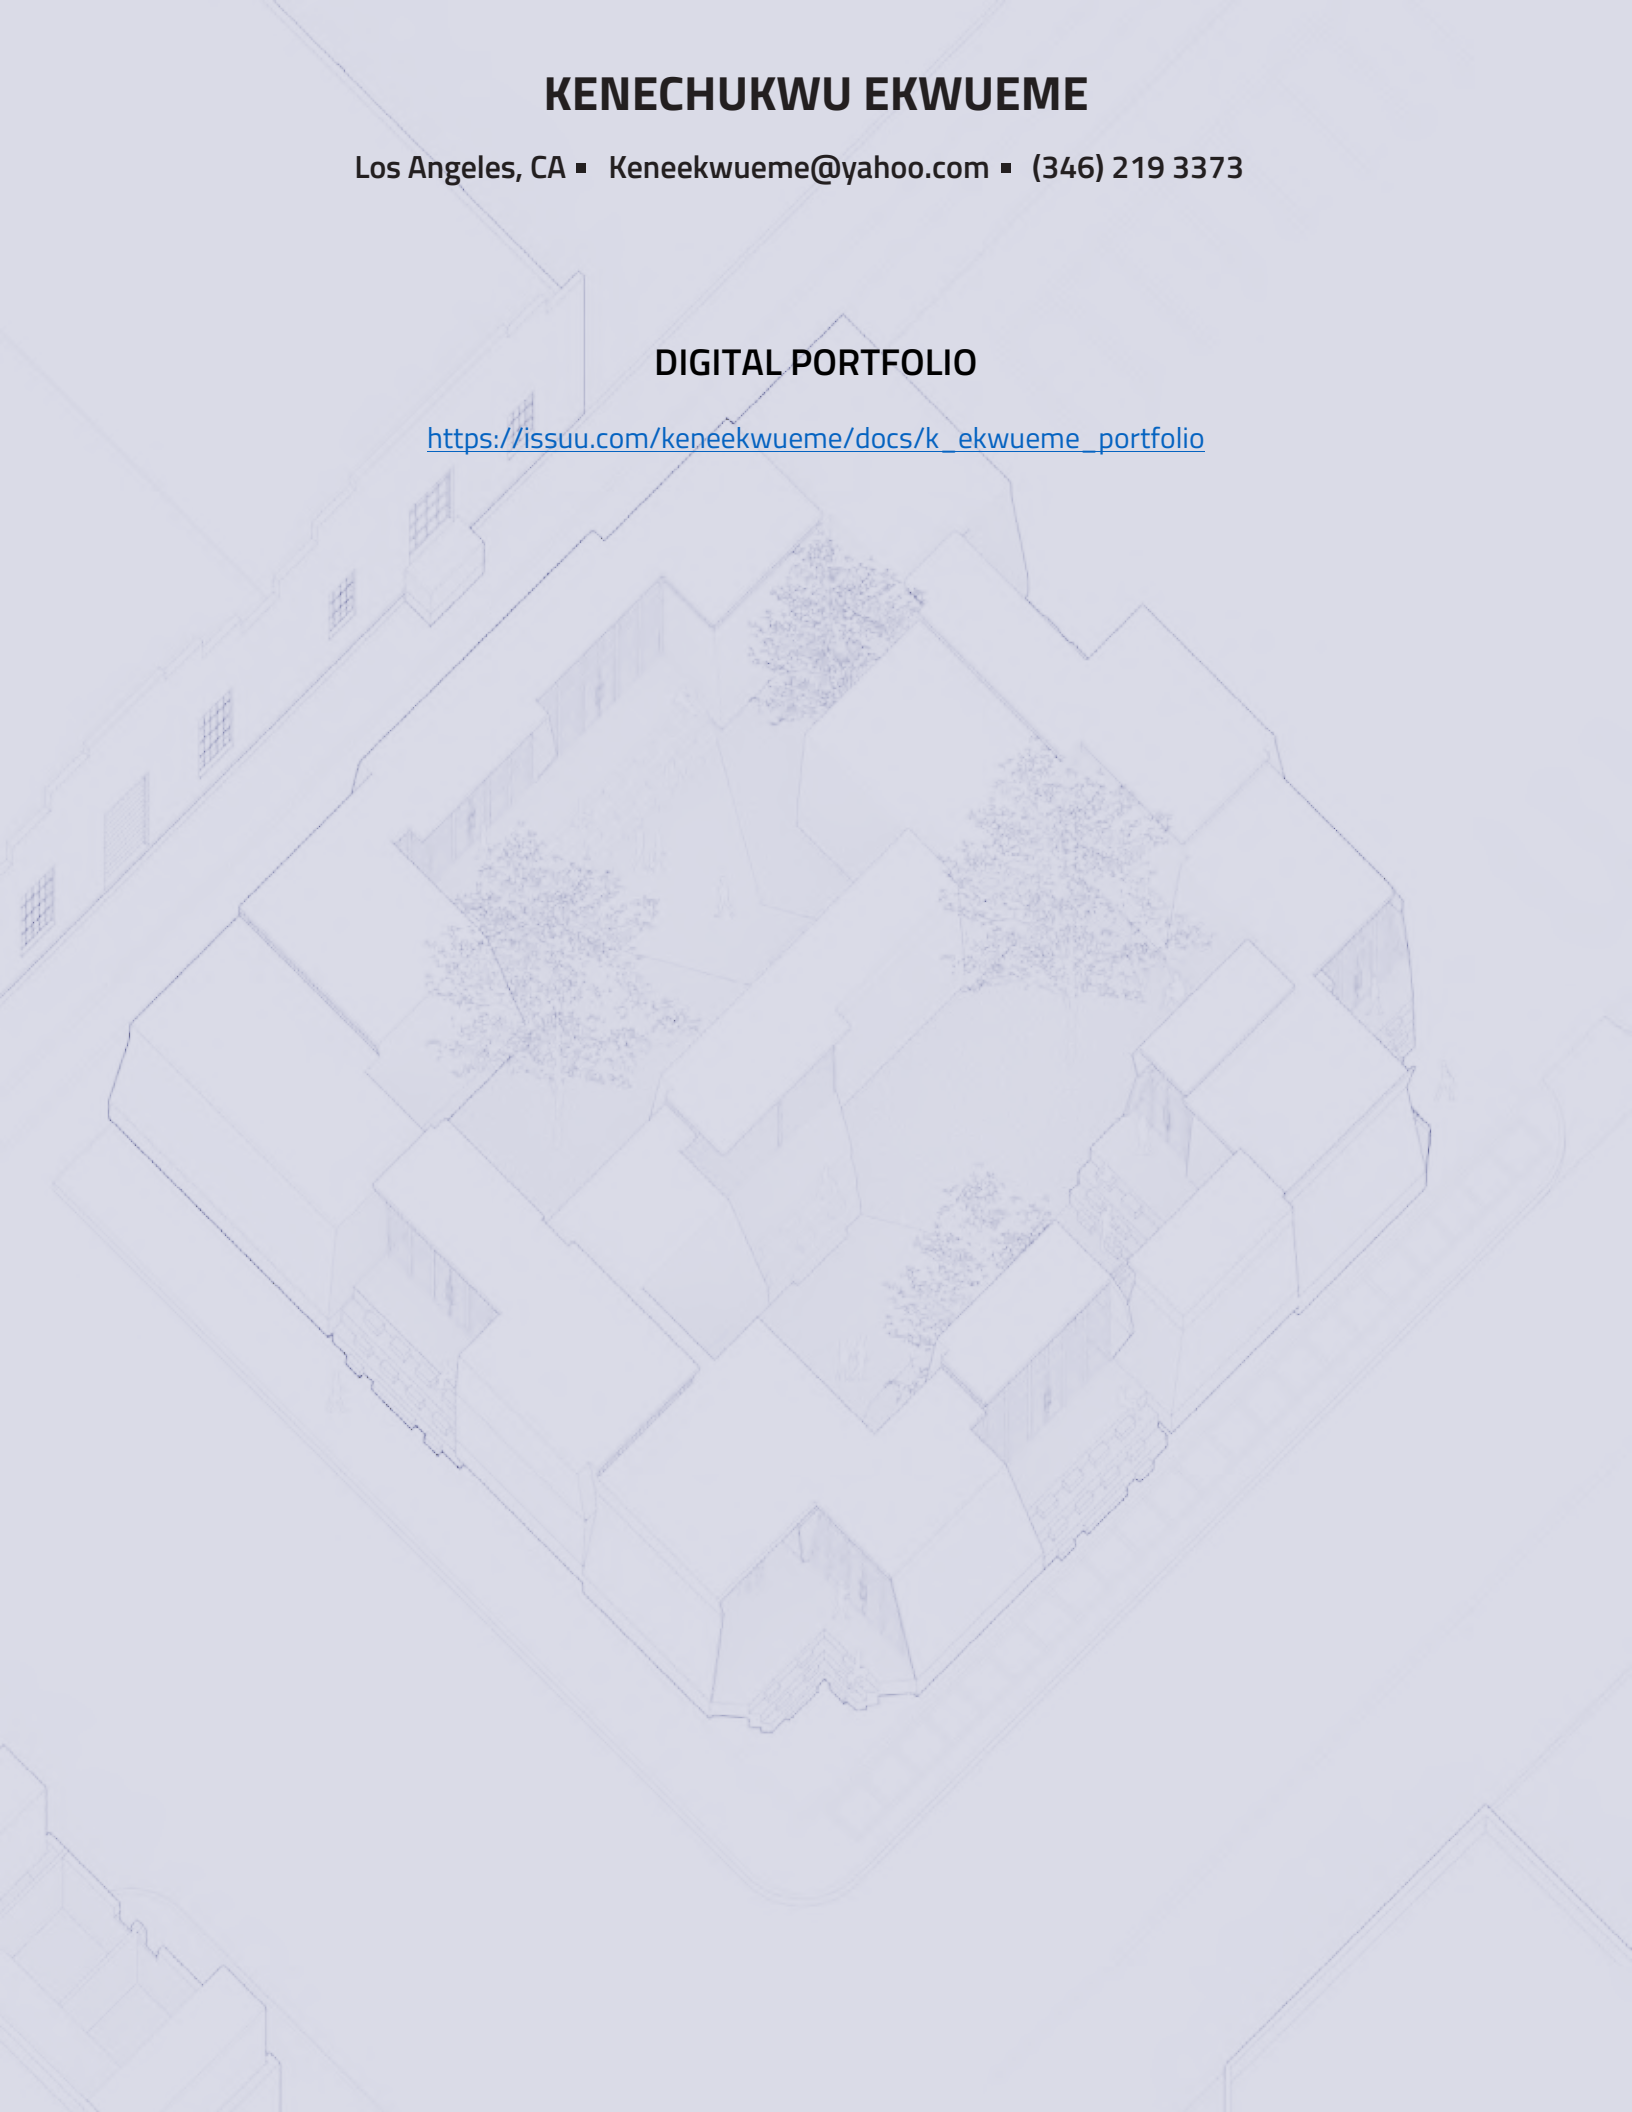 KENECHUKWU EKWUEME
Los Angeles, CA ▪ Keneekwueme@yahoo.com ▪ (346) 219 3373
DIGITAL PORTFOLIO
https://issuu.com/keneekwueme/docs/k_ekwueme_portfolio